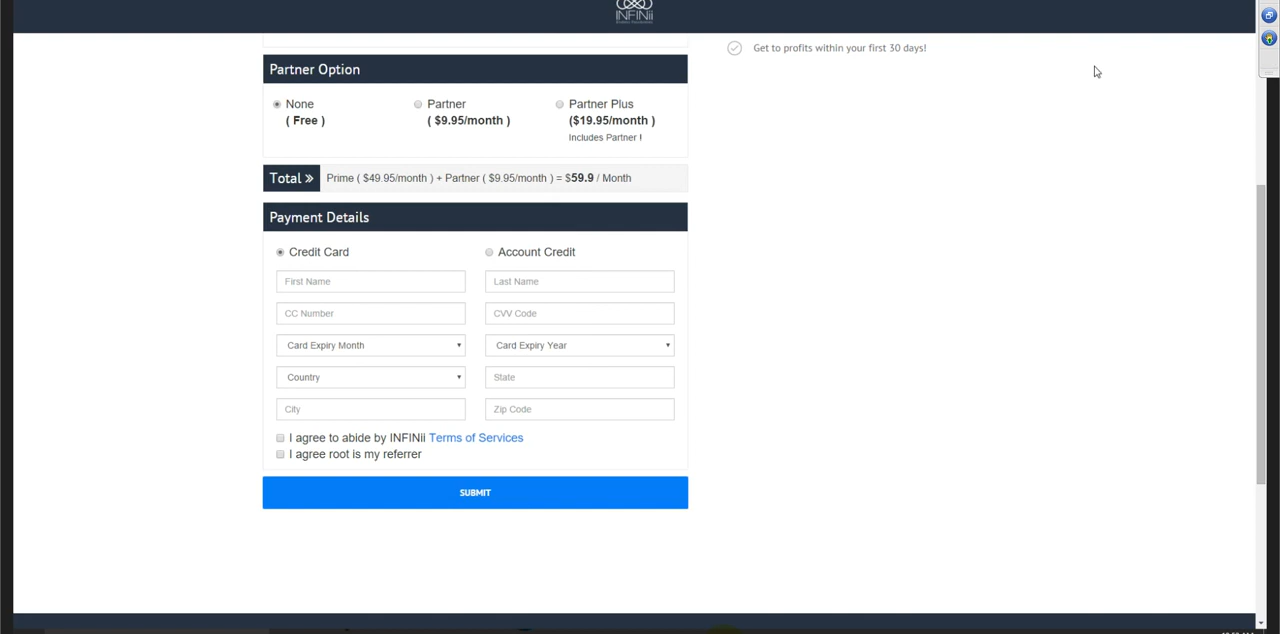 INFINii
Get to profits within your first 30 days!
Partner Option
None
( Free )
Partner
( $9.95/month )
Partner Plus
($19.95/month )
Includes Partner !
Total » Prime ( $49.95/month ) + Partner ( $9.95/month ) = $59.9 / Month
Payment Details
Credit Card Account Credit
First Name Last Name
CC Number CVV Code
Card Expiry Month Card Expiry Year
Country State
City Zip Code
I agree to abide by INFINii Terms of Services
I agree root is my referrer
SUBMIT